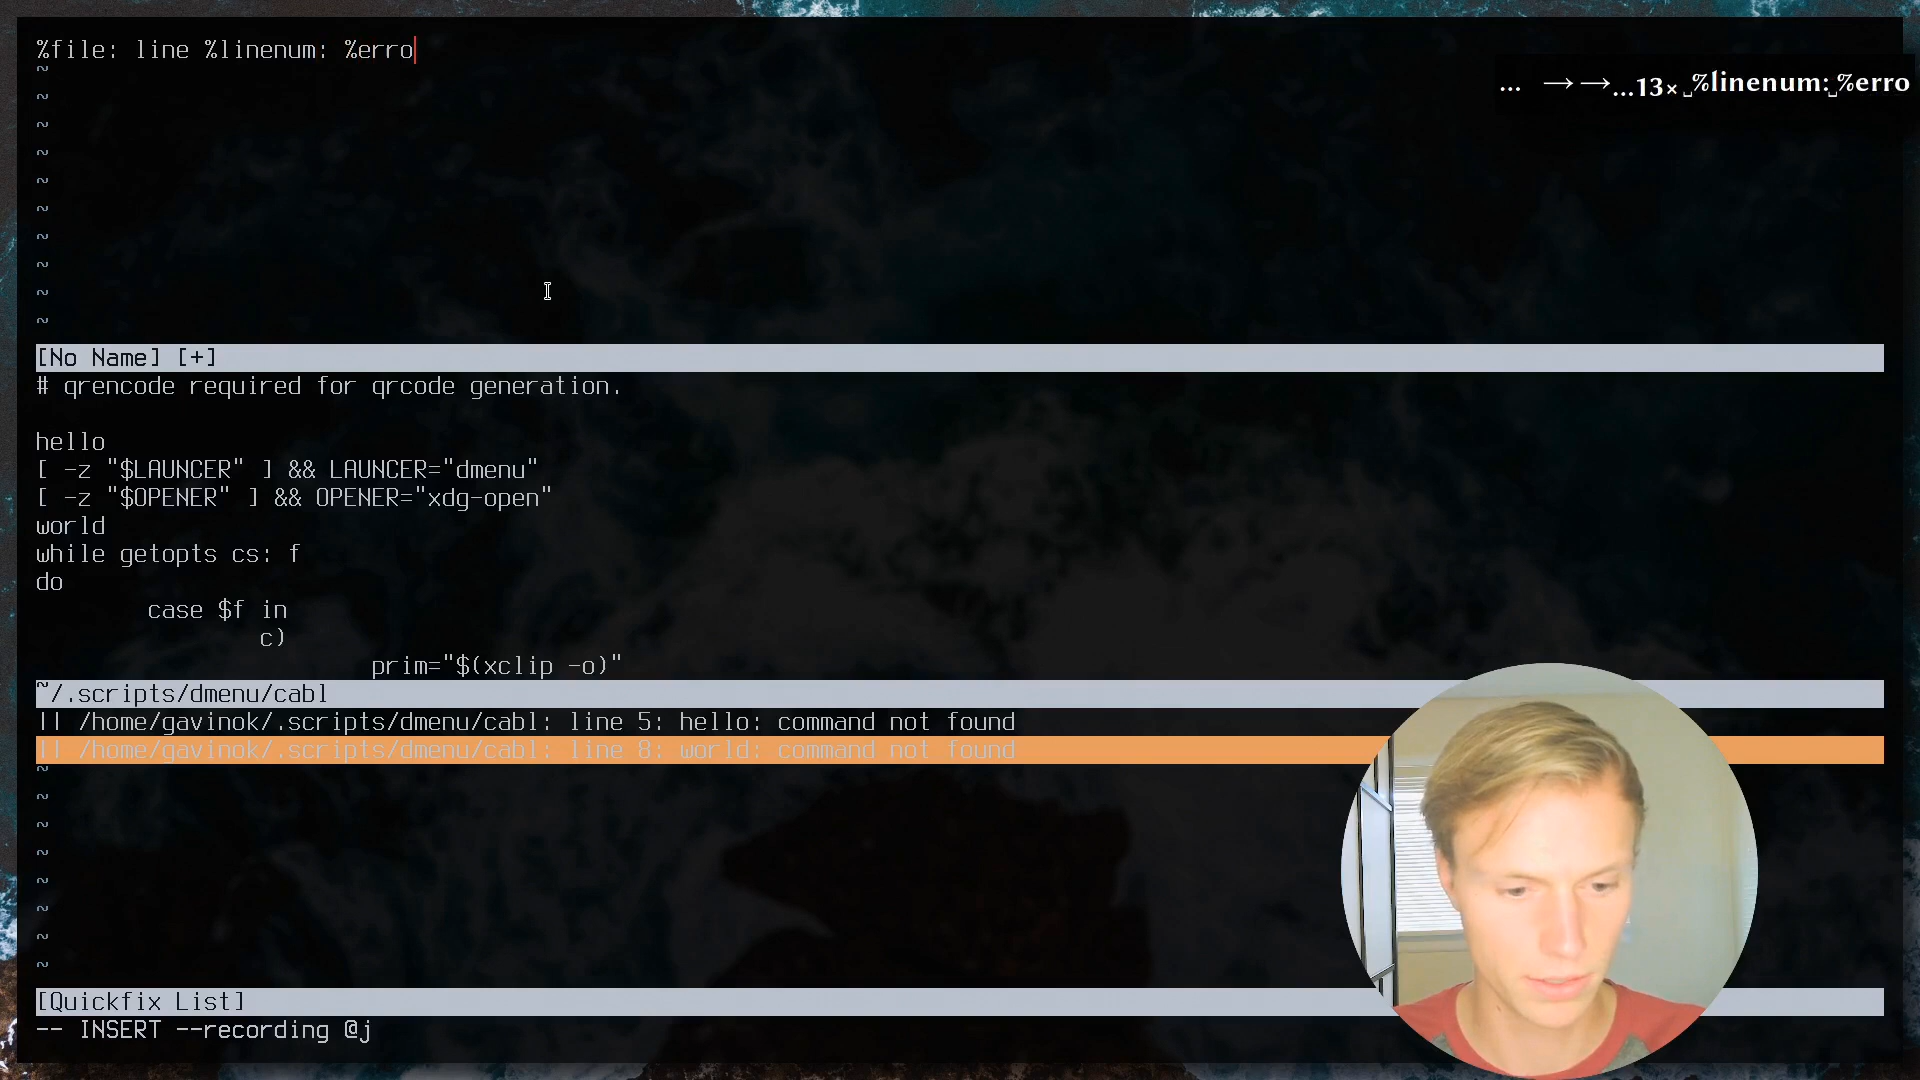 %file: line %linenum: %erro
... →→...13× ␣%linenum:␣%erro
~
~
~
~
~
~
~
~
~
~
[No Name] [+]
# qrencode required for qrcode generation.
hello
[ -z "$LAUNCER" ] && LAUNCER="dmenu"
[ -z "$OPENER" ] && OPENER="xdg-open"
world
while getopts cs: f
do
case $f in
c)
prim="$(xclip -o)"
~/.scripts/dmenu/cabl
|| /home/gavinok/.scripts/dmenu/cabl: line 5: hello: command not found
|| /home/gavinok/.scripts/dmenu/cabl: line 8: world: command not found
~
~
~
~
~
~
~
~
[Quickfix List]
-- INSERT --recording @j